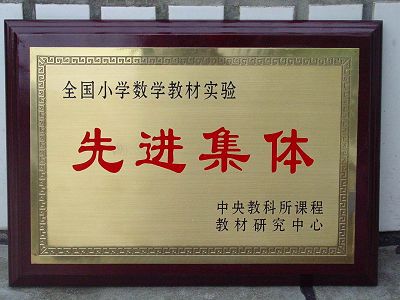 全国小学数学教材实验
先进集体
中央教科所课程
教材研究中心